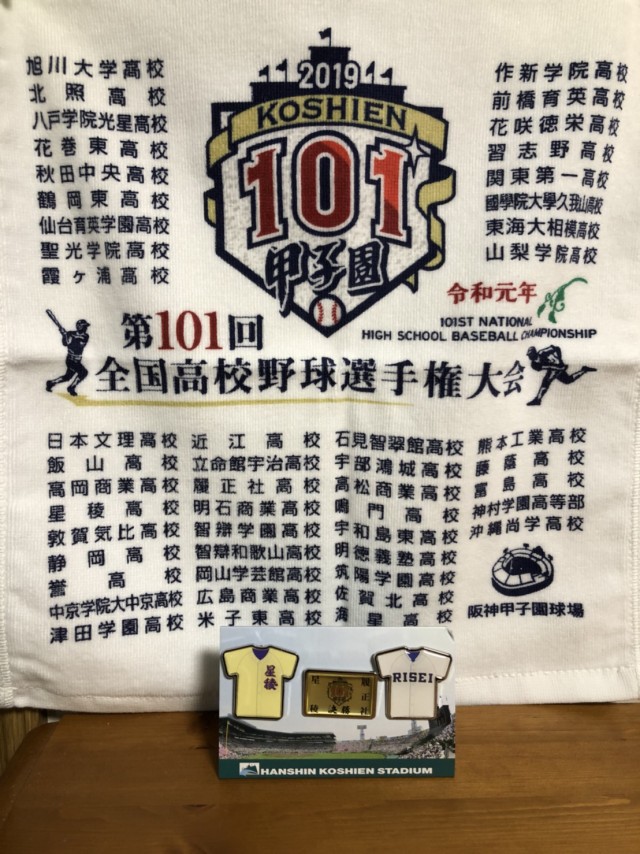 旭川大学高校
北照高校
八戸学院光星高校
花巻東高校
秋田中央高校
鶴岡東高校
仙台育英学園高校
聖光学院高校
霞ヶ浦高校
2019
KOSHIEN
101
甲子園
作新学院高校
前橋育英高校
花咲徳栄高校
習志野高校
関東第一高校
國學院大學久我山高校
東海大相模高校
山梨学院高校
令和元年
101ST NATIONAL
HIGH SCHOOL BASEBALL CHAMPIONSHIP
第101回
全国高校野球選手権大会
日本文理高校
飯山高校
高岡商業高校
星稜高校
敦賀気比高校
静岡高校
誉高校
中京学院大中京高校
津田学園高校
近江高校
立命館宇治高校
履正社高校
明石商業高校
智辯学園高校
智辯和歌山高校
岡山学芸館高校
広島商業高校
米子東高校
石見智翠館高校
宇部鴻城高校
高松商業高校
鳴門高校
宇和島東高校
明徳義塾高校
筑陽学園高校
佐賀北高校
海星高校
熊本工業高校
藤蔭高校
富島高校
神村学園高等部
沖縄尚学高校
阪神甲子園球場
星稜
星稜
101
決勝
履正社
RISEI
HANSHIN KOSHIEN STADIUM